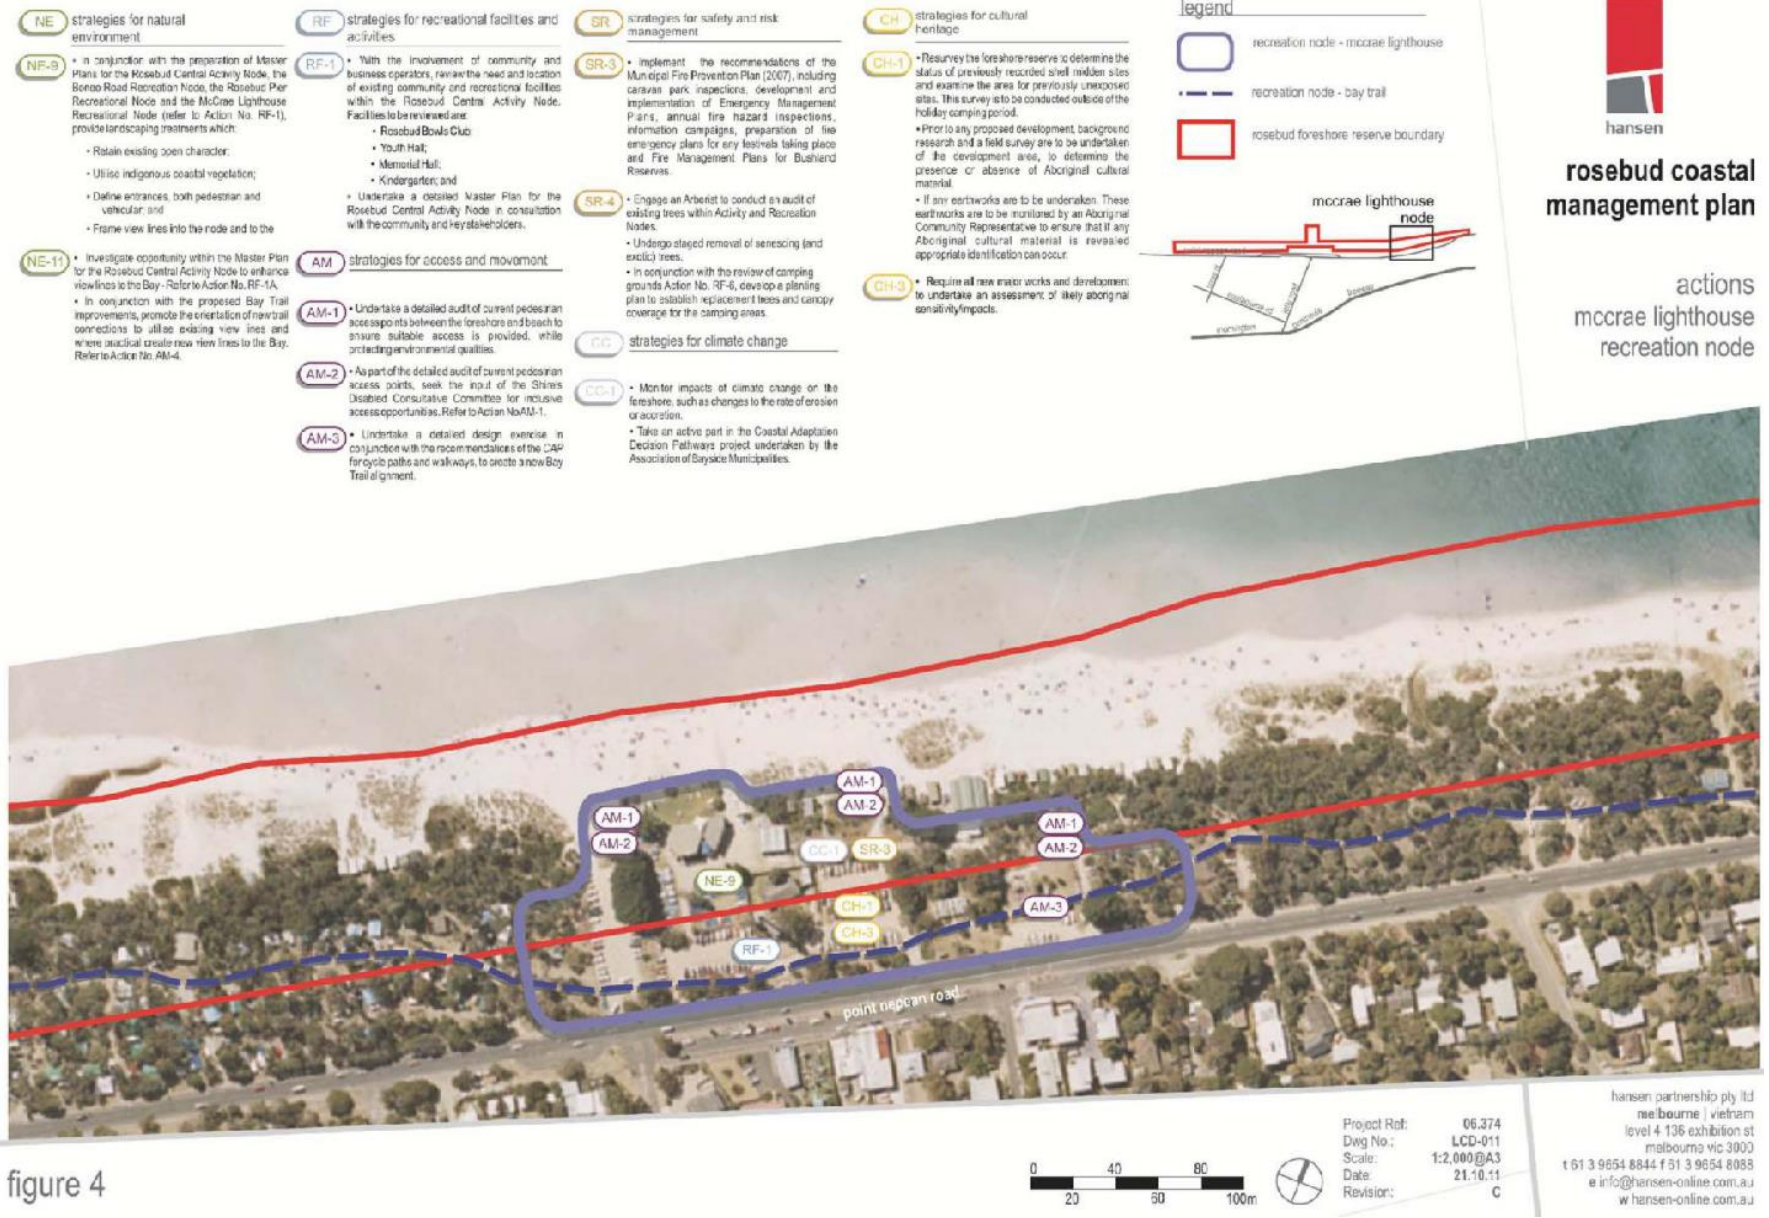 NE strategies for natural
environment
NE-9 • In conjunction with the preparation of Master
Plans for the Rosebud Central Activity Node, the
Boneo Road Recreation Node, the Rosebud Pier
Recreational Node and the McCrae Lighthouse
Recreational Node (refer to Action No. RF-1),
provide landscaping treatments which:
• Retain existing open character;
• Utilise indigenous coastal vegetation;
• Define entrances, both pedestrian and
vehicular; and
• Frame view lines into the node and to the
NE-11 • Investigate opportunity within the Master Plan
for the Rosebud Central Activity Node to enhance
viewlines to the Bay - Refer to Action No. RF-1A.
• In conjunction with the proposed Bay Trail
improvements, promote the orientation of new trail
connections to utilise existing view lines and
where practical create new view lines to the Bay.
Refer to Action No. AM-4.
RF strategies for recreational facilities and
activities
RF-1 • With the involvement of community and
business operators, review the need and location
of existing community and recreational facilities
within the Rosebud Central Activity Node.
Facilities to be reviewed are:
• Rosebud Bowls Club;
• Youth Hall;
• Memorial Hall;
• Kindergarten; and
• Undertake a detailed Master Plan for the
Rosebud Central Activity Node in consultation
with the community and key stakeholders.
AM strategies for access and movement
AM-1 • Undertake a detailed audit of current pedestrian
access points between the foreshore and beach to
ensure suitable access is provided, while
protecting environmental qualities.
AM-2 • As part of the detailed audit of current pedestrian
access points, seek the input of the Shire's
Disabled Consultative Committee for inclusive
access opportunities. Refer to Action No AM-1.
AM-3 • Undertake a detailed design exercise in
conjunction with the recommendations of the CAP
for cycle paths and walkways, to create a new Bay
Trail alignment.
SR strategies for safety and risk
management
SR-3 • Implement the recommendations of the
Municipal Fire Prevention Plan (2007), including
caravan park inspections, development and
implementation of Emergency Management
Plans, annual fire hazard inspections,
information campaigns, preparation of fire
emergency plans for any festivals taking place
and Fire Management Plans for Bushland
Reserves.
SR-4 • Engage an Arborist to conduct an audit of
existing trees within Activity and Recreation
Nodes.
• Undergo staged removal of senescing (and
exotic) trees.
• In conjunction with the review of camping
grounds Action No. RF-6, develop a planting
plan to establish replacement trees and canopy
coverage for the camping areas.
CC strategies for climate change
CC-1 • Monitor impacts of climate change on the
foreshore, such as changes to the rate of erosion
or accretion.
• Take an active part in the Coastal Adaptation
Decision Pathways project undertaken by the
Association of Bayside Municipalities.
CH strategies for cultural
heritage
CH-1 • Resurvey the foreshore reserve to determine the
status of previously recorded shell midden sites
and examine the area for previously unexposed
sites. This survey is to be conducted outside of the
holiday camping period.
• Prior to any proposed development, background
research and a field survey are to be undertaken
of the development area, to determine the
presence or absence of Aboriginal cultural
material.
• If any earthworks are to be undertaken. These
earthworks are to be monitored by an Aboriginal
Community Representative to ensure that if any
Aboriginal cultural material is revealed
appropriate identification can occur.
CH-3 • Require all new major works and development
to undertake an assessment of likely aboriginal
sensitivity/impacts.
legend
recreation node - mccrae lighthouse
recreation node - bay trail
rosebud foreshore reserve boundary
mccrae lighthouse
node
hansen
rosebud coastal
management plan
actions
mccrae lighthouse
recreation node
AM-1
AM-2
AM-1
AM-2
AM-1
AM-2
CC-1 SR-3
NE-9
CH-1
CH-3
AM-3
RF-1
point nepean road
figure 4
0 40 80
20 60 100m
Project Ref: 06.374
Dwg No.: LCD-011
Scale: 1:2,000@A3
Date: 21.10.11
Revision: C
hansen partnership pty ltd
melbourne | vietnam
level 4 136 exhibition st
melbourne vic 3000
t 61 3 9654 8844 f 61 3 9654 8088
e info@hansen-online.com.au
w hansen-online.com.au